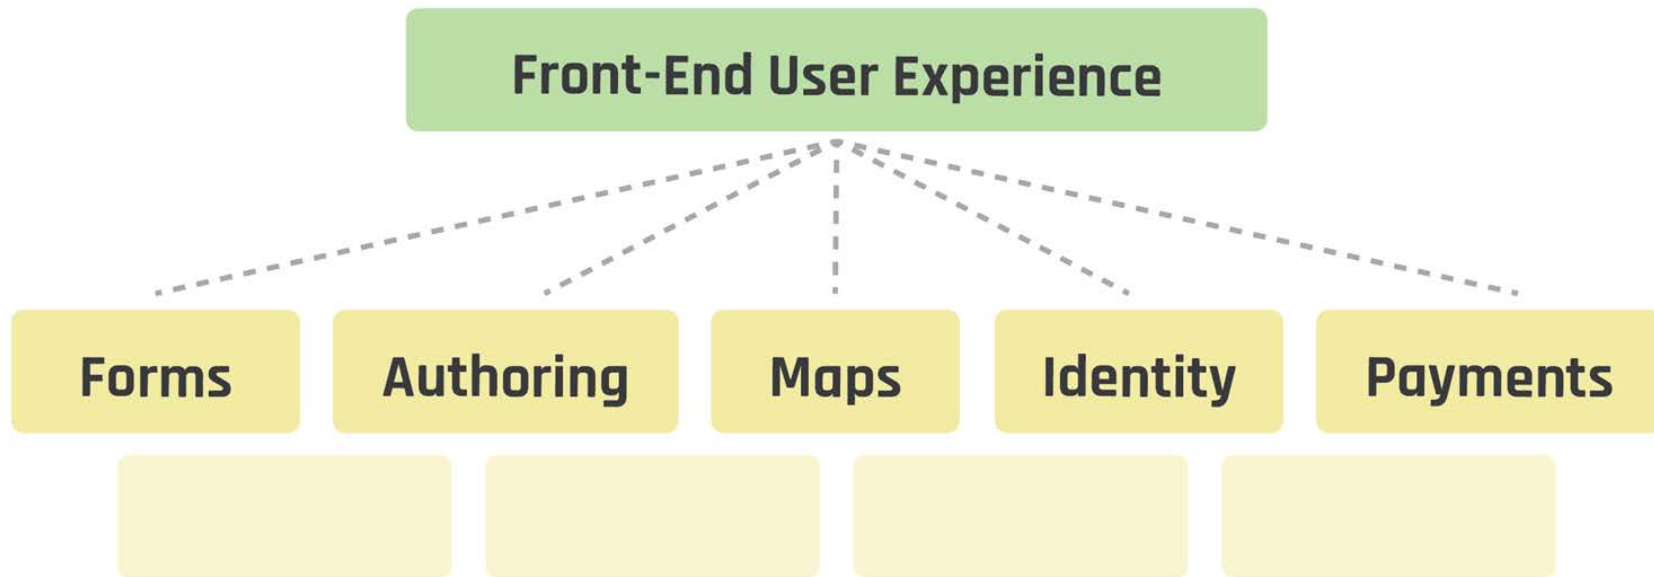 Front-End User Experience
Forms
Authoring
Maps
Identity
Payments